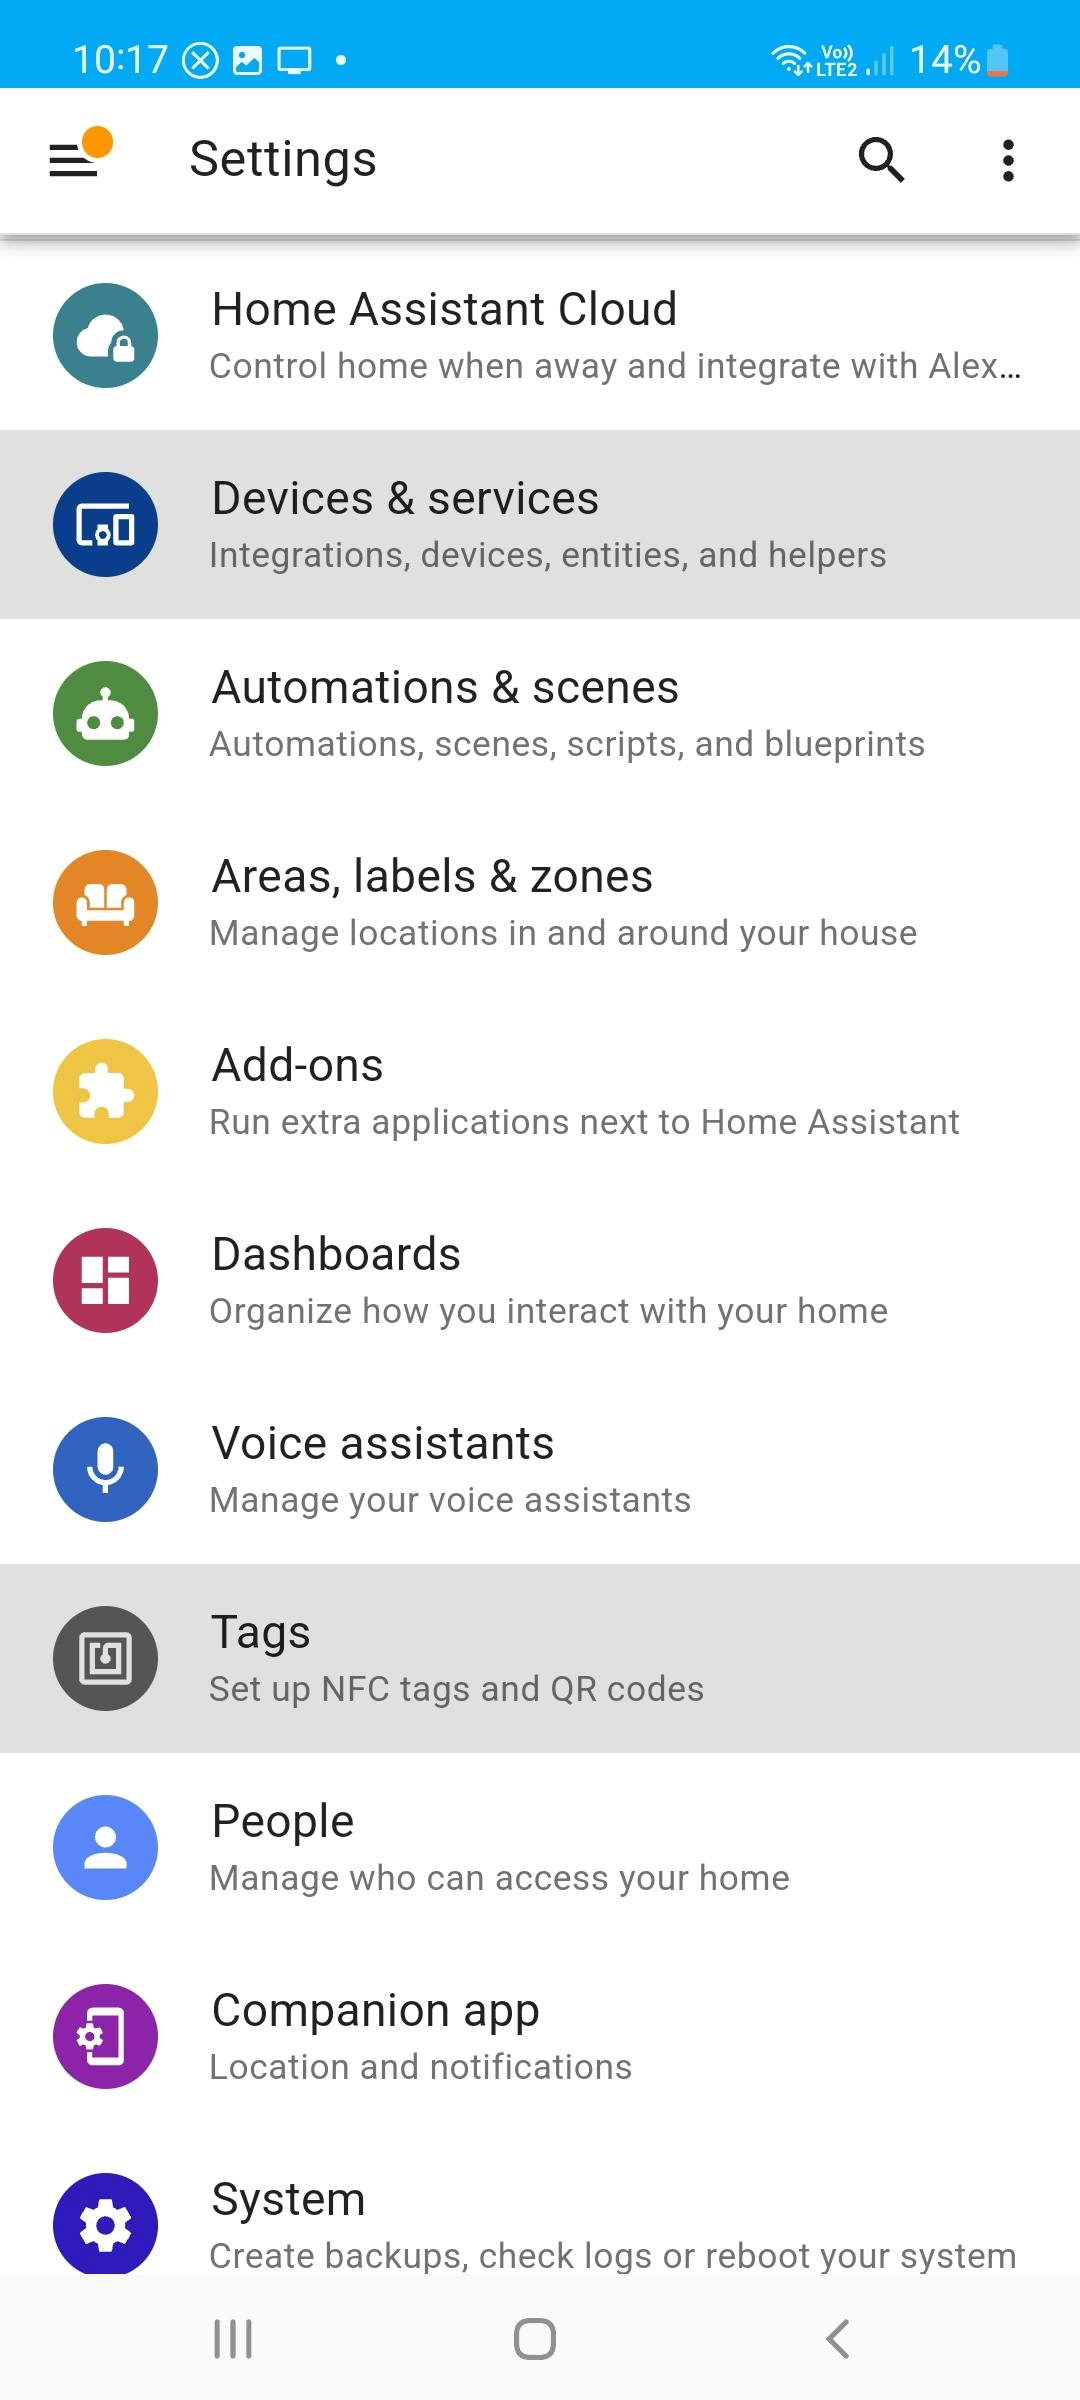 10:17 Vo)) LTE2 14%
Settings
Home Assistant Cloud
Control home when away and integrate with Alex...
Devices & services
Integrations, devices, entities, and helpers
Automations & scenes
Automations, scenes, scripts, and blueprints
Areas, labels & zones
Manage locations in and around your house
Add-ons
Run extra applications next to Home Assistant
Dashboards
Organize how you interact with your home
Voice assistants
Manage your voice assistants
Tags
Set up NFC tags and QR codes
People
Manage who can access your home
Companion app
Location and notifications
System
Create backups, check logs or reboot your system